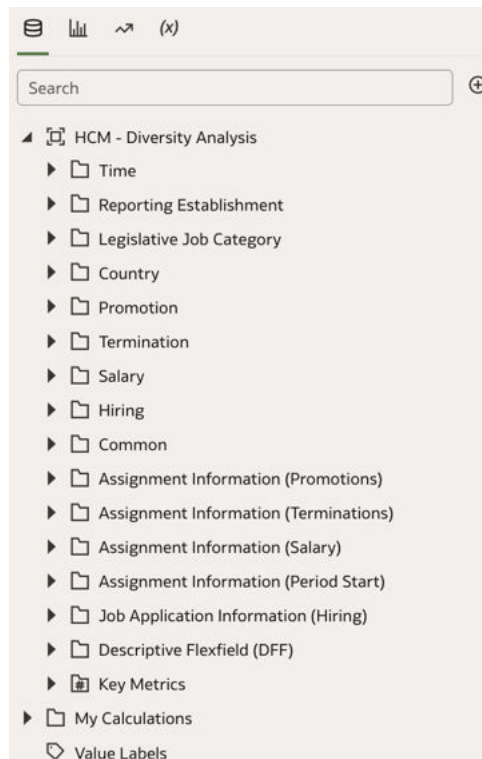 (x)
Search
HCM - Diversity Analysis
Time
Reporting Establishment
Legislative Job Category
Country
Promotion
Termination
Salary
Hiring
Common
Assignment Information (Promotions)
Assignment Information (Terminations)
Assignment Information (Salary)
Assignment Information (Period Start)
Job Application Information (Hiring)
Descriptive Flexfield (DFF)
Key Metrics
My Calculations
Value Labels